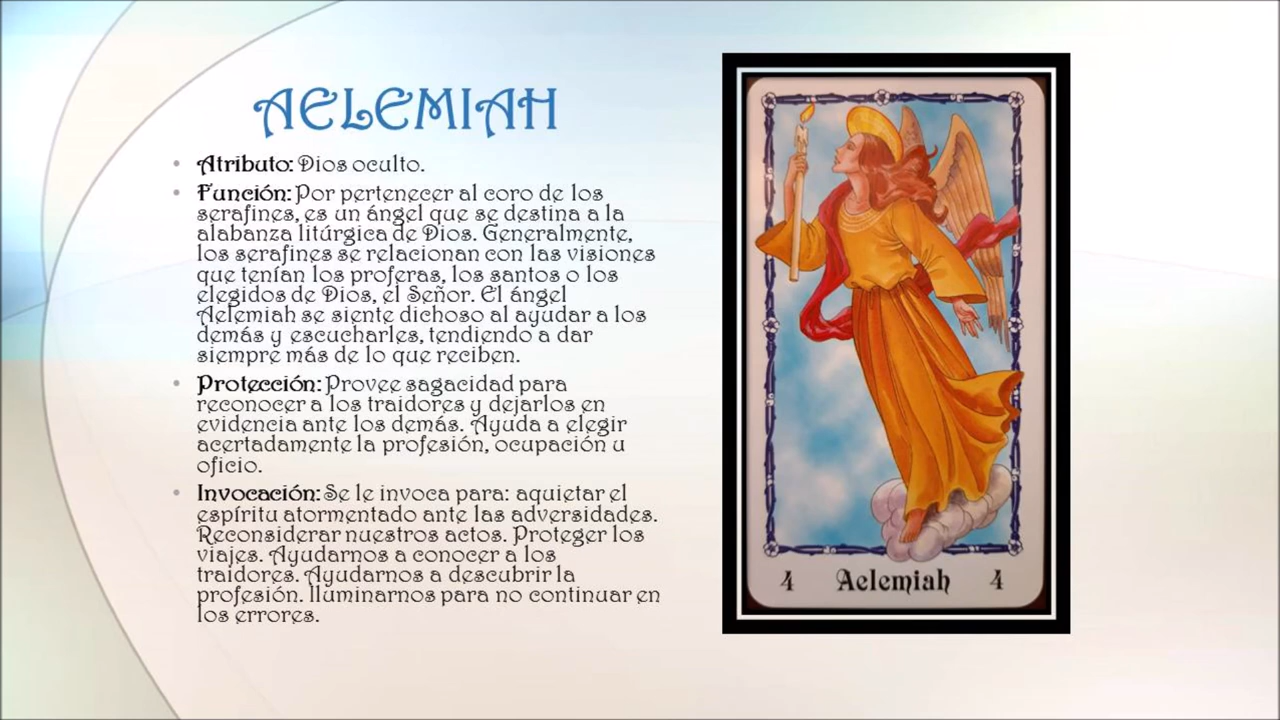 AELEMIAH
• Atributo: Dios oculto.
• Función: Por pertenecer al coro de los
serafines, es un ángel que se destina a la
alabanza litúrgica de Dios. Generalmente,
los serafines se relacionan con las visiones
que tenían los proferas, los santos o los
elegidos de Dios, el Señor. El ángel
Aelemiah se siente dichoso al ayudar a los
demás y escucharles, tendiendo a dar
siempre más de lo que reciben.
• Protección: Provee sagacidad para
reconocer a los traidores y dejarlos en
evidencia ante los demás. Ayuda a elegir
acertadamente la profesión, ocupación u
oficio.
• Invocación: Se le invoca para: aquietar el
espíritu atormentado ante las adversidades.
Reconsiderar nuestros actos. Proteger los
viajes. Ayudarnos a conocer a los
traidores. Ayudarnos a descubrir la
profesión. Iluminarnos para no continuar en
los errores.
4 Aelemiah 4